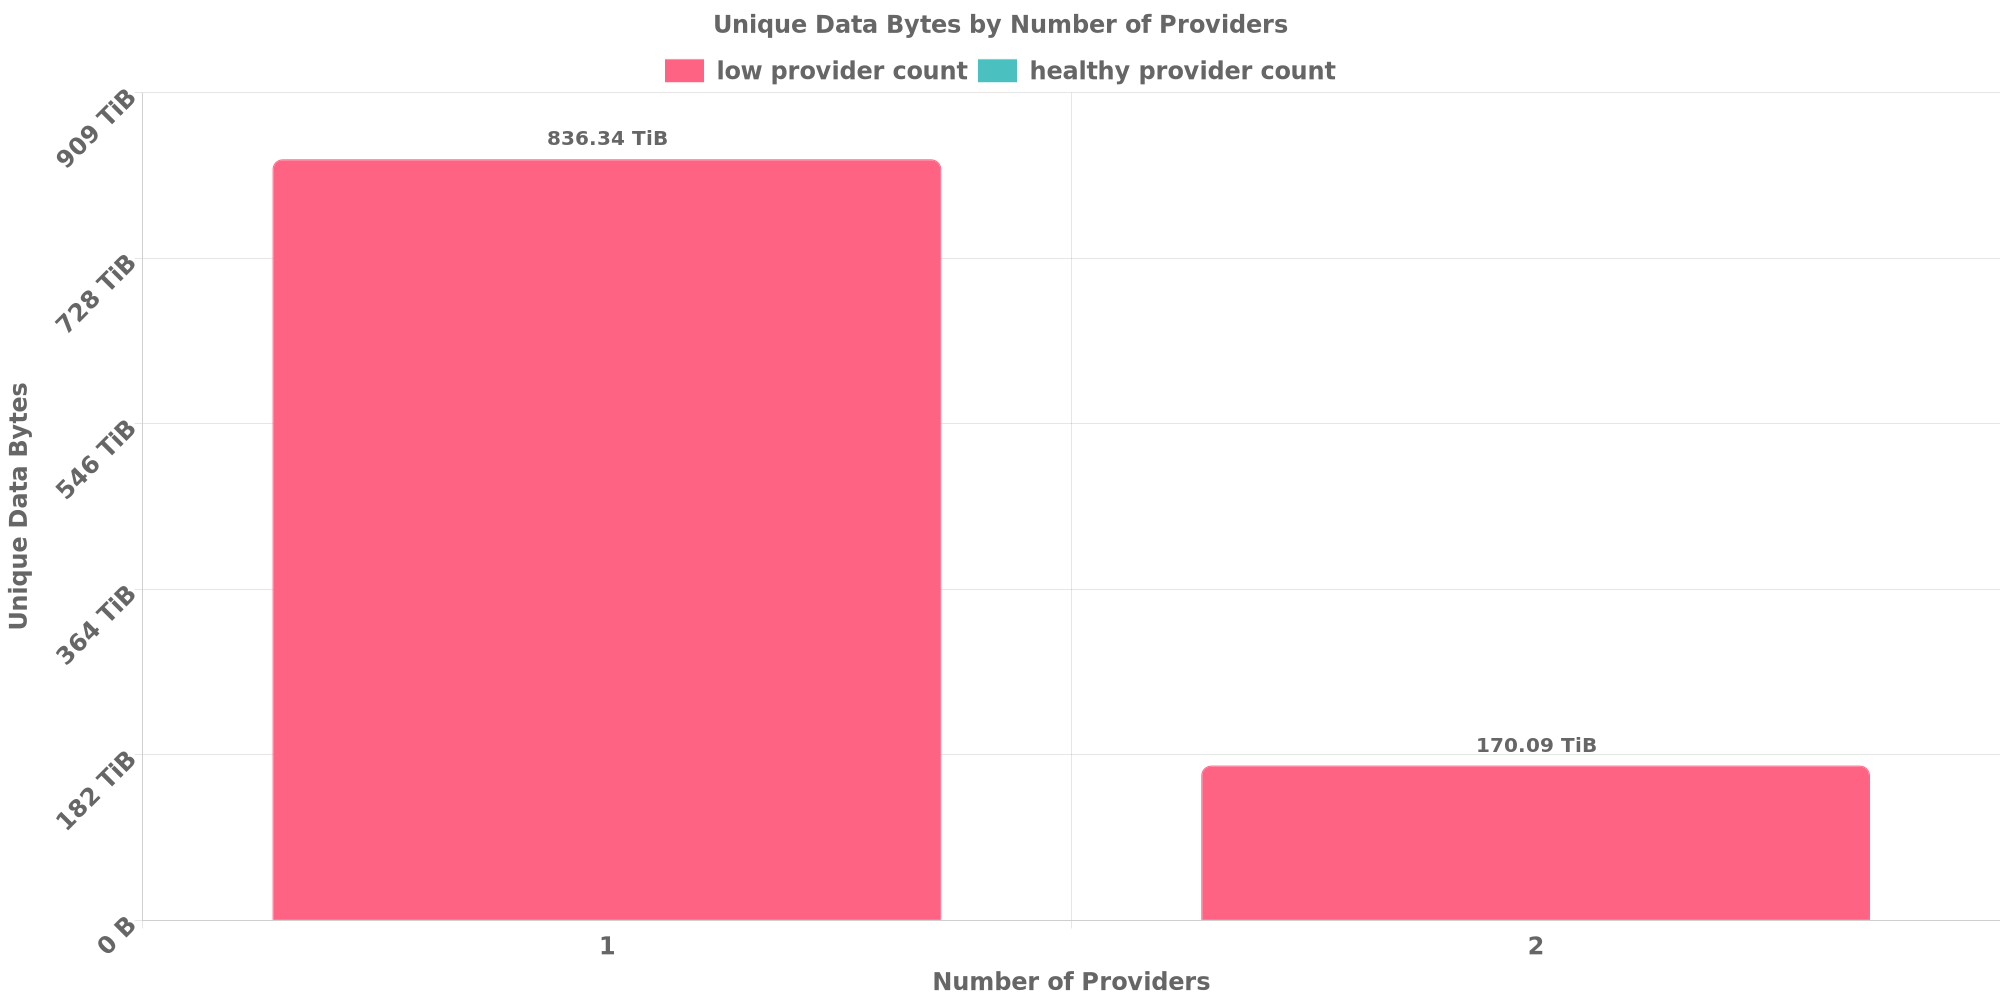 Unique Data Bytes by Number of Providers
low provider count healthy provider count
909 TiB
836.34 TiB
728 TiB
546 TiB
364 TiB
182 TiB
170.09 TiB
0 B
Unique Data Bytes
1 2
Number of Providers